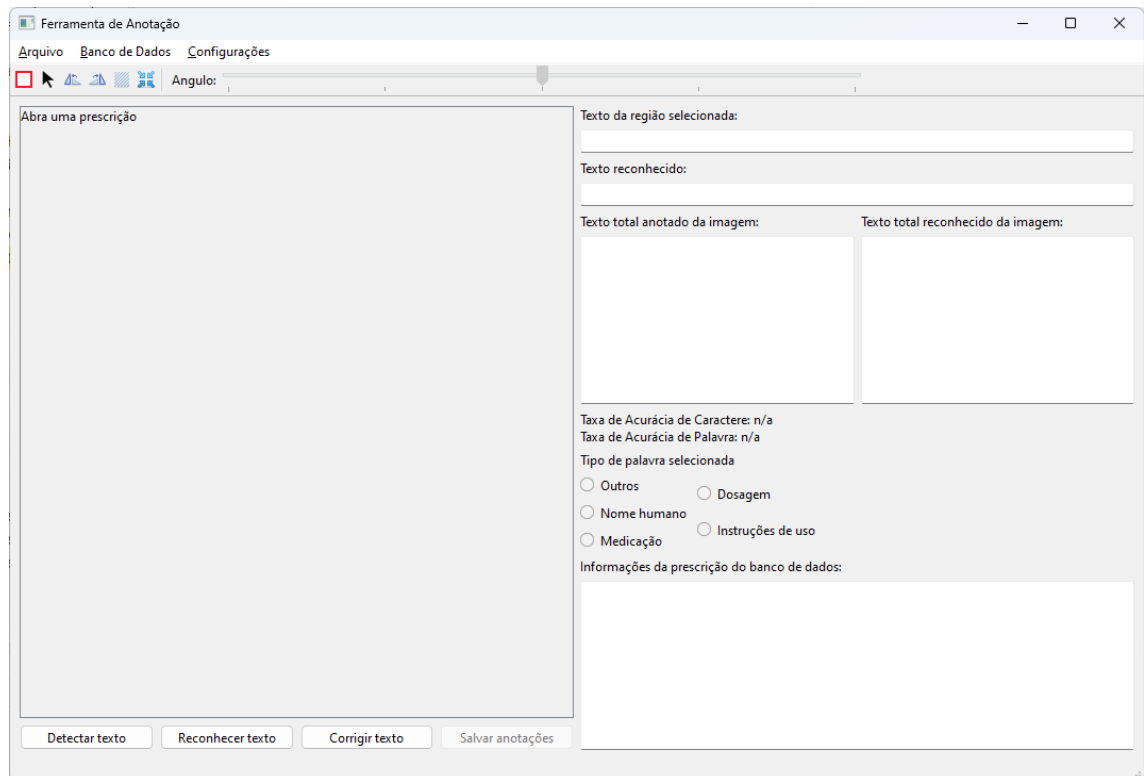 Ferramenta de Anotação
Arquivo Banco de Dados Configurações
Angulo:
Abra uma prescrição
Texto da região selecionada:
Texto reconhecido:
Texto total anotado da imagem: Texto total reconhecido da imagem:
Taxa de Acurácia de Caractere: n/a
Taxa de Acurácia de Palavra: n/a
Tipo de palavra selecionada
Outros
Dosagem
Nome humano
Instruções de uso
Medicação
Informações da prescrição do banco de dados:
Detectar texto Reconhecer texto Corrigir texto Salvar anotações